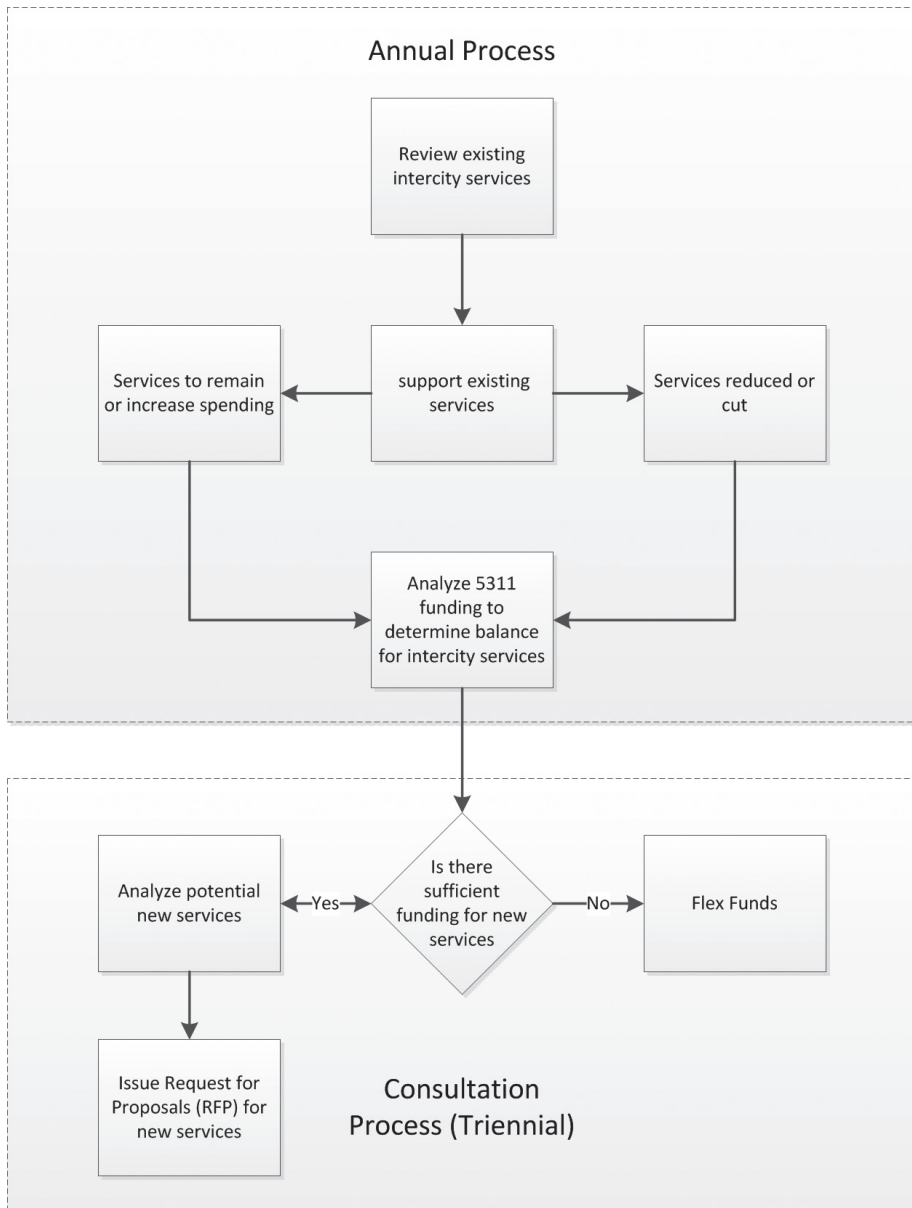 Annual Process
Review existing
intercity services
Services to remain
or increase spending
support existing
services
Services reduced or
cut
Analyze 5311
funding to
determine balance
for intercity services
Analyze potential
new services
Yes
Is there
sufficient
funding for new
services
No
Flex Funds
Issue Request for
Proposals (RFP) for
new services
Consultation
Process (Triennial)